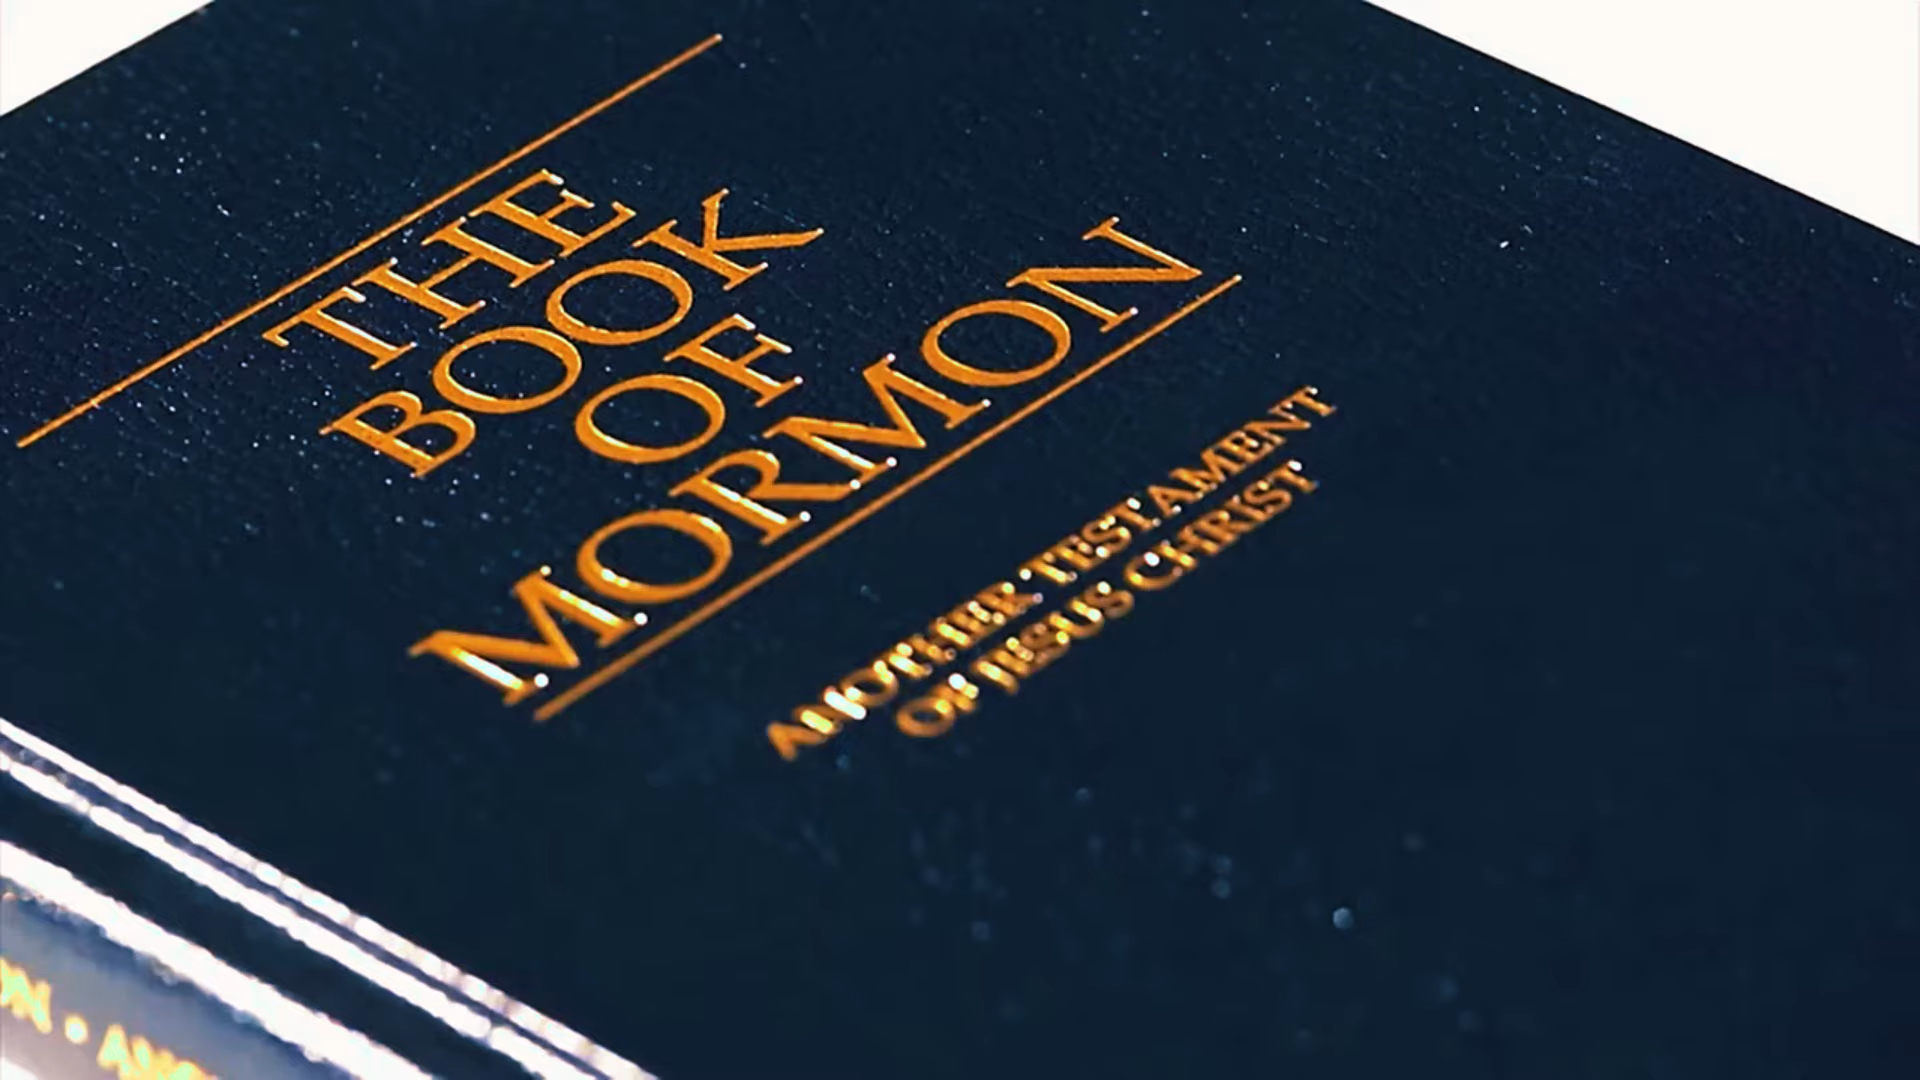 THE
BOOK
OF
MORMON
ANOTHER TESTAMENT
OF JESUS CHRIST